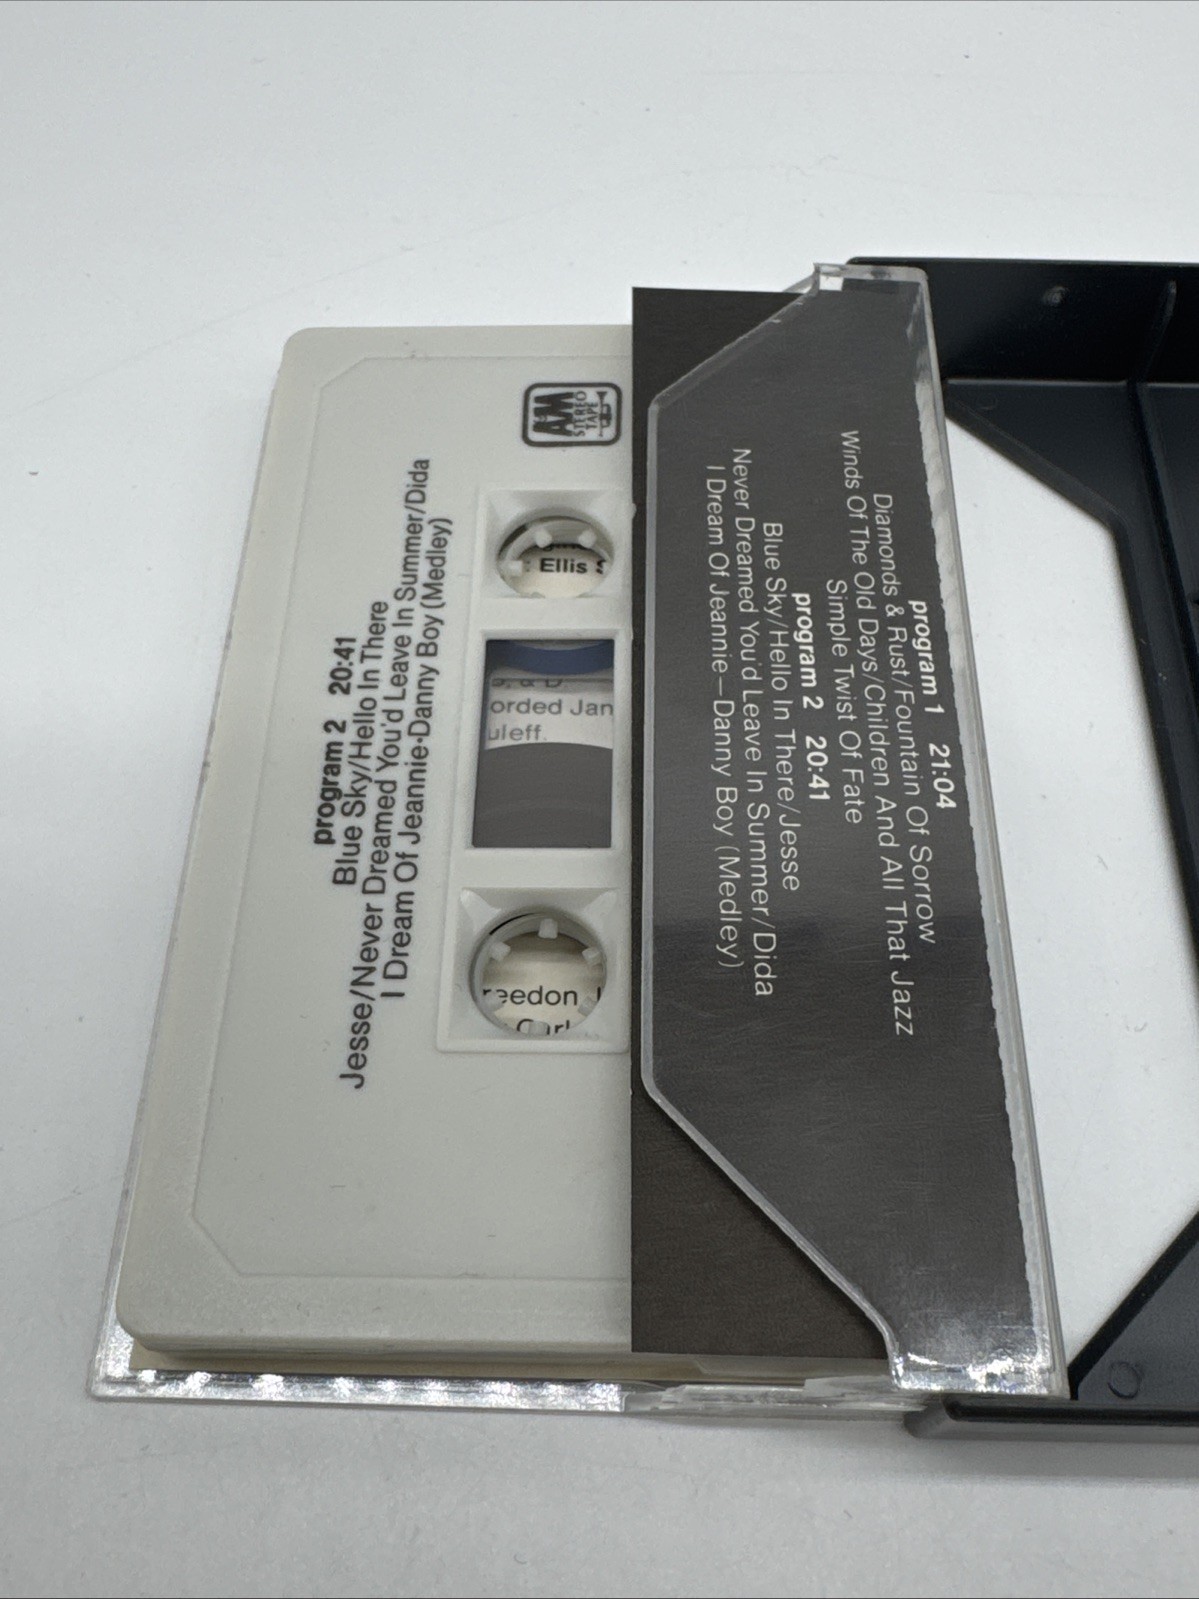 A&M
STEREO
TAPE
program 2 20:41
Blue Sky/Hello In There
Jesse/Never Dreamed You'd Leave In Summer/Dida
I Dream Of Jeannie·Danny Boy (Medley)
: Ellis
orded Jan
uleff.
reedon
program 1 21:04
Diamonds & Rust/Fountain Of Sorrow
Winds Of The Old Days/Children And All That Jazz
Simple Twist Of Fate
program 2 20:41
Blue Sky/Hello In There/Jesse
Never Dreamed You'd Leave In Summer/Dida
I Dream Of Jeannie—Danny Boy (Medley)